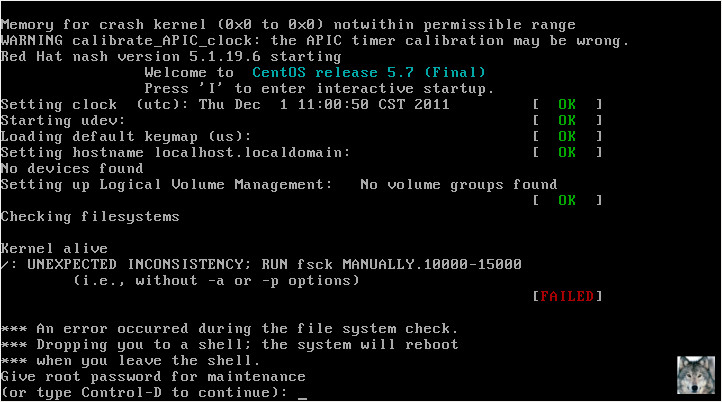 Memory for crash kernel (0x0 to 0x0) notwithin permissible range
WARNING calibrate_APIC_clock: the APIC timer calibration may be wrong.
Red Hat nash version 5.1.19.6 starting
Welcome to CentOS release 5.7 (Final)
Press 'I' to enter interactive startup.
Setting clock (utc): Thu Dec 1 11:00:50 CST 2011 [ OK ]
Starting udev: [ OK ]
Loading default keymap (us): [ OK ]
Setting hostname localhost.localdomain: [ OK ]
No devices found
Setting up Logical Volume Management: No volume groups found
[ OK ]
Checking filesystems
Kernel alive
/: UNEXPECTED INCONSISTENCY; RUN fsck MANUALLY.10000-15000
(i.e., without -a or -p options)
[FAILED]
*** An error occurred during the file system check.
*** Dropping you to a shell; the system will reboot
*** when you leave the shell.
Give root password for maintenance
(or type Control-D to continue): _